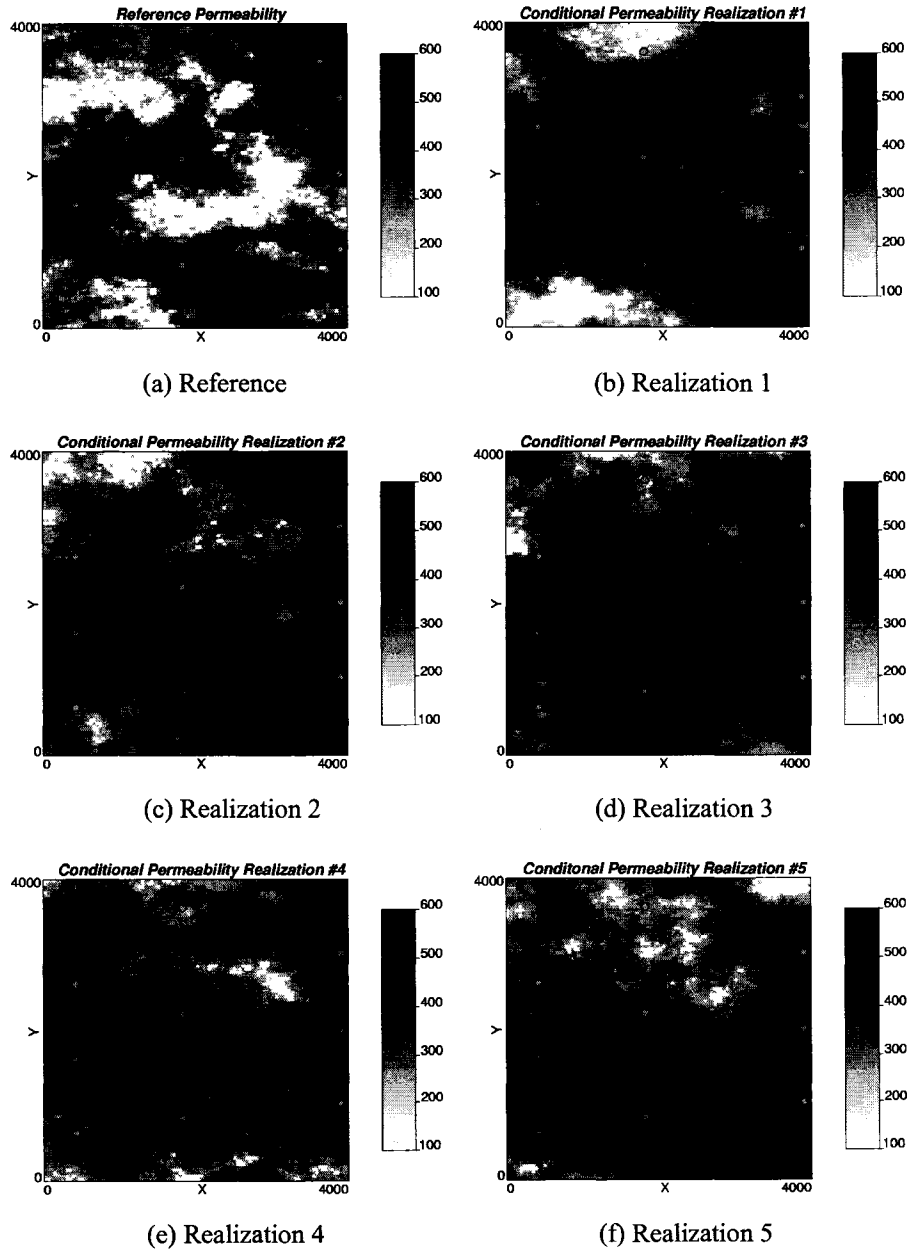 Reference Permeability
4000
Y
0
0
X
4000
600
500
400
300
200
100
(a) Reference
Conditional Permeability Realization #1
4000
Y
0
0
X
4000
600
500
400
300
200
100
(b) Realization 1
Conditional Permeability Realization #2
4000
Y
0
0
X
4000
600
500
400
300
200
100
(c) Realization 2
Conditional Permeability Realization #3
4000
Y
0
0
X
4000
600
500
400
300
200
100
(d) Realization 3
Conditional Permeability Realization #4
4000
Y
0
0
X
4000
600
500
400
300
200
100
(e) Realization 4
Conditonal Permeability Realization #5
4000
Y
0
0
X
4000
600
500
400
300
200
100
(f) Realization 5